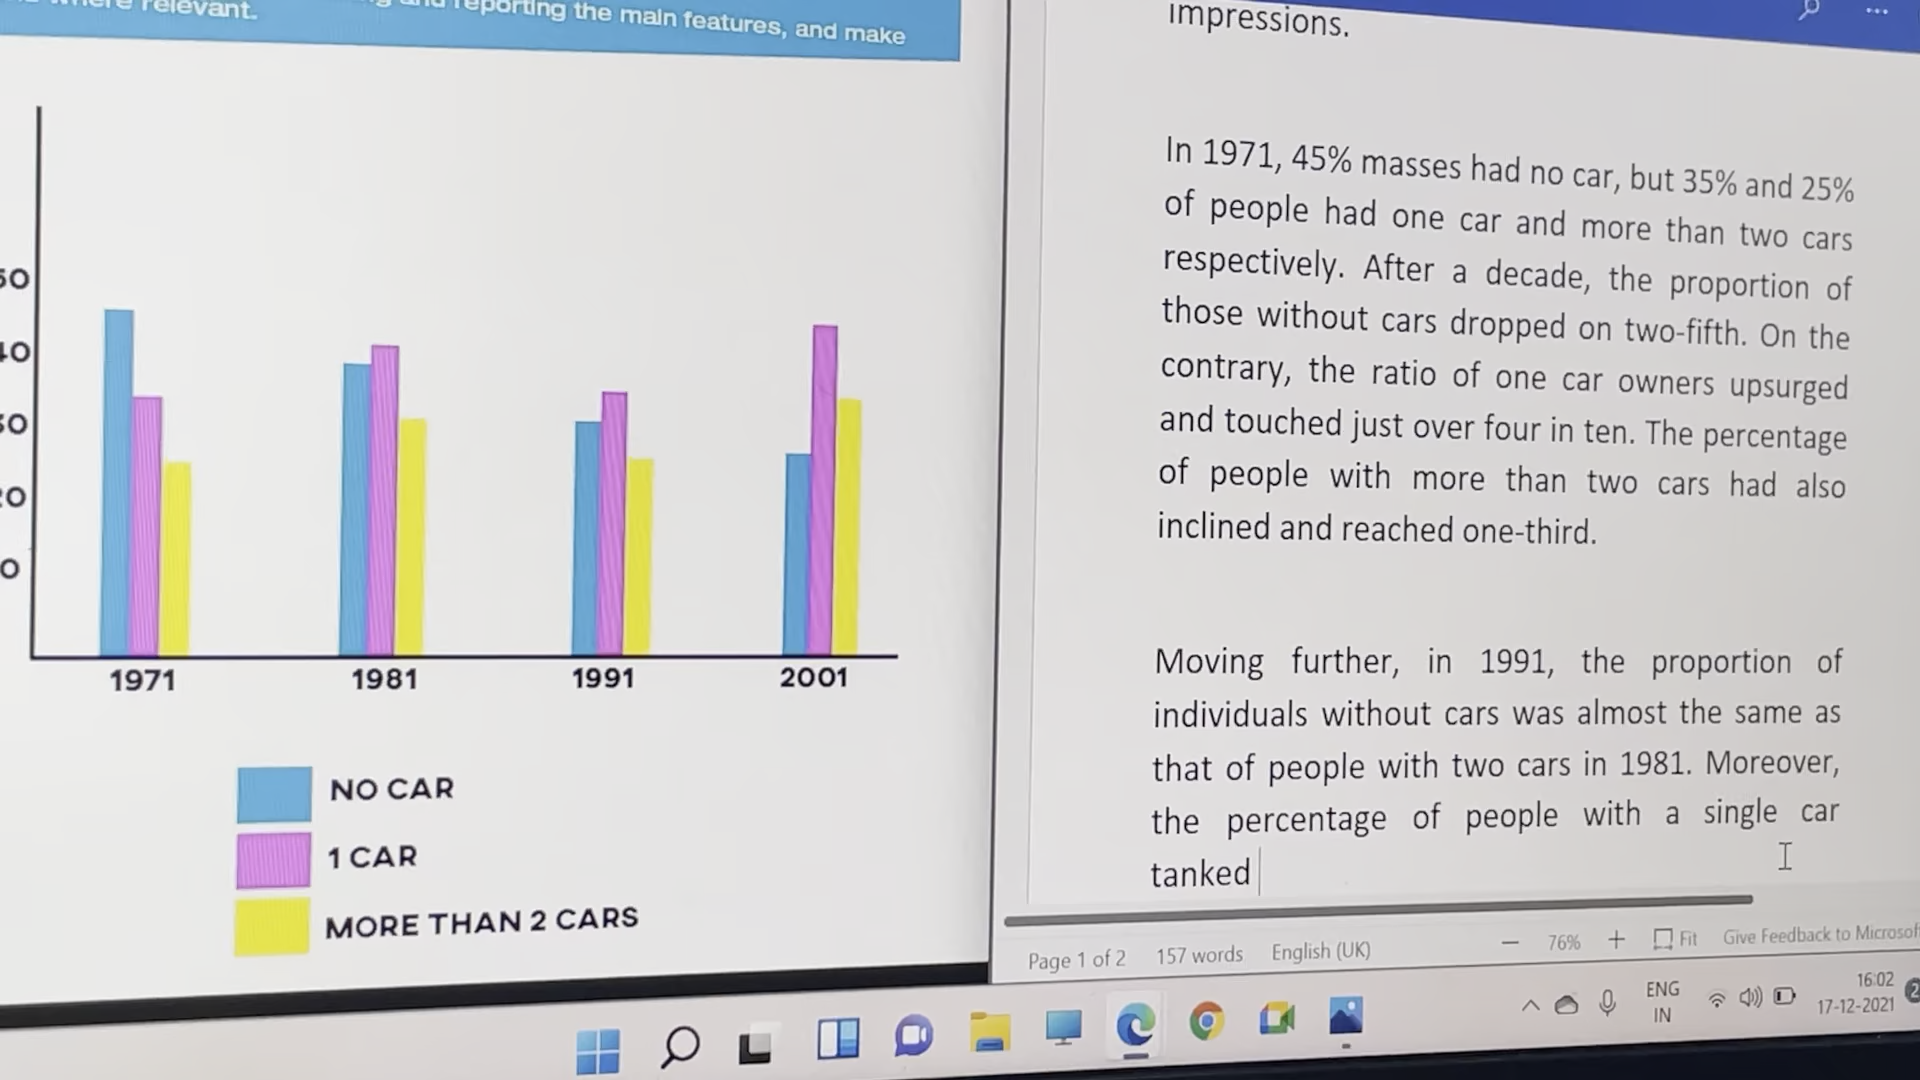 relevant.
reporting the main features, and make
40
1971
1981
1991
2001
NO CAR
1 CAR
MORE THAN 2 CARS
impressions.
In 1971, 45% masses had no car, but 35% and 25%
of people had one car and more than two cars
respectively. After a decade, the proportion of
those without cars dropped on two-fifth. On the
contrary, the ratio of one car owners upsurged
and touched just over four in ten. The percentage
of people with more than two cars had also
inclined and reached one-third.
Moving further, in 1991, the proportion of
individuals without cars was almost the same as
that of people with two cars in 1981. Moreover,
the percentage of people with a single car
tanked
Page 1 of 2 157 words English (UK) 76% Fit Give Feedback to Microsof
ENG
IN
16:02
17-12-2021
2